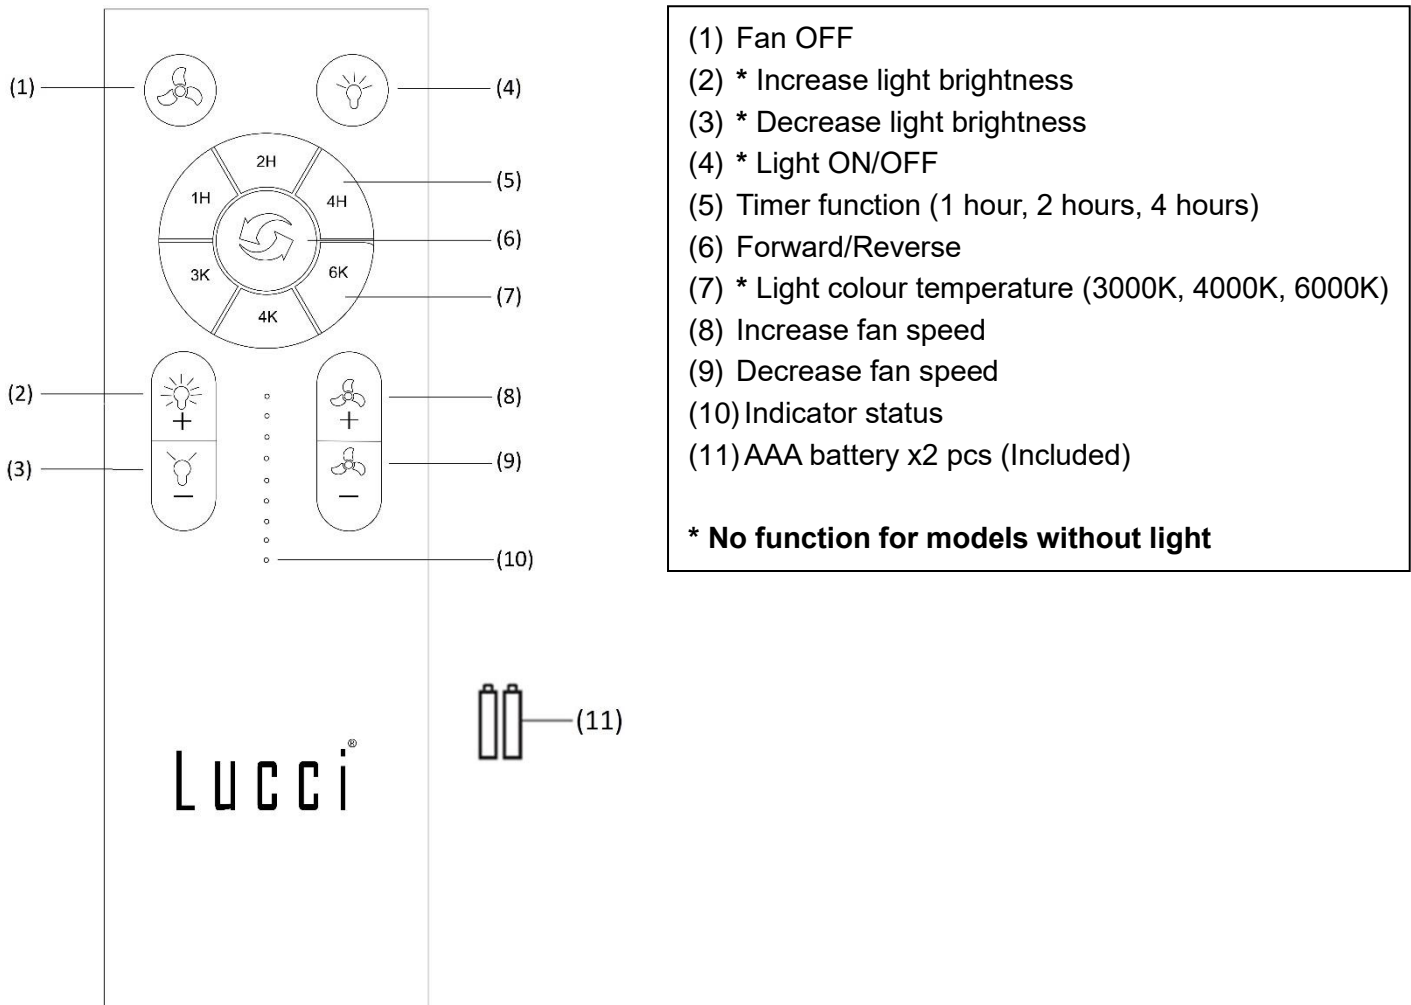 (1)
(4)
2H
1H
4H
(5)
(6)
3K
6K
(7)
4K
(2)
+
+
(8)
(3)
−
−
(9)
(10)
(11)
Lucci®
(1) Fan OFF
(2) * Increase light brightness
(3) * Decrease light brightness
(4) * Light ON/OFF
(5) Timer function (1 hour, 2 hours, 4 hours)
(6) Forward/Reverse
(7) * Light colour temperature (3000K, 4000K, 6000K)
(8) Increase fan speed
(9) Decrease fan speed
(10) Indicator status
(11) AAA battery x2 pcs (Included)
* No function for models without light